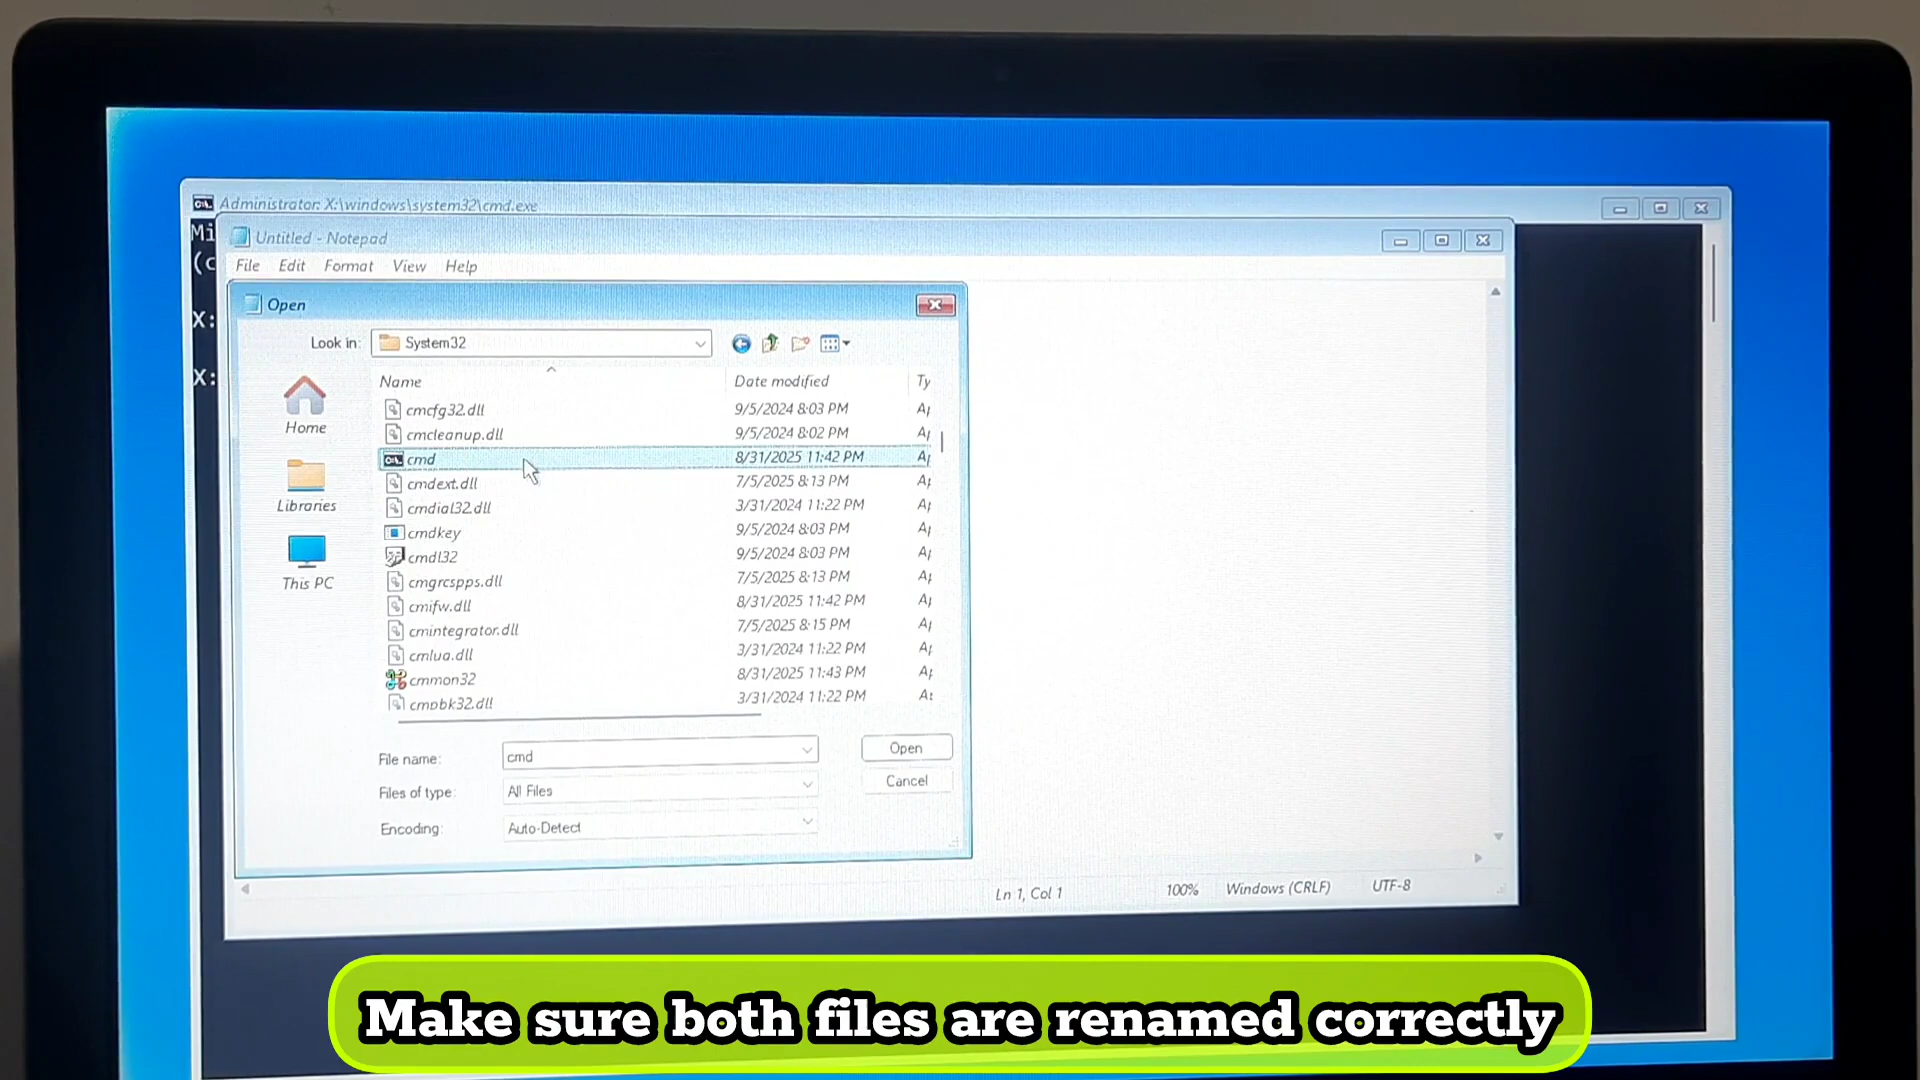 Administrator: X:\windows\system32\cmd.exe
Mi
Untitled - Notepad
(c
File Edit Format View Help
Open
X:
Look in: System32
X:
Name Date modified Ty
cmcfg32.dll 9/5/2024 8:03 PM
cmcleanup.dll 9/5/2024 8:02 PM
cmd 8/31/2025 11:42 PM
cmdext.dll 7/5/2025 8:13 PM
cmdial32.dll 3/31/2024 11:22 PM
cmdkey 9/5/2024 8:03 PM
cmdl32 9/5/2024 8:03 PM
cmgrcspps.dll 7/5/2025 8:13 PM
cmifw.dll 8/31/2025 11:42 PM
cmintegrator.dll 7/5/2025 8:15 PM
cmlua.dll 3/31/2024 11:22 PM
cmmon32 8/31/2025 11:43 PM
cmpbk32.dll 3/31/2024 11:22 PM
Home
Libraries
This PC
File name: cmd Open
Files of type: All Files Cancel
Encoding: Auto-Detect
Ln 1, Col 1 100% Windows (CRLF) UTF-8
Make sure both files are renamed correctly